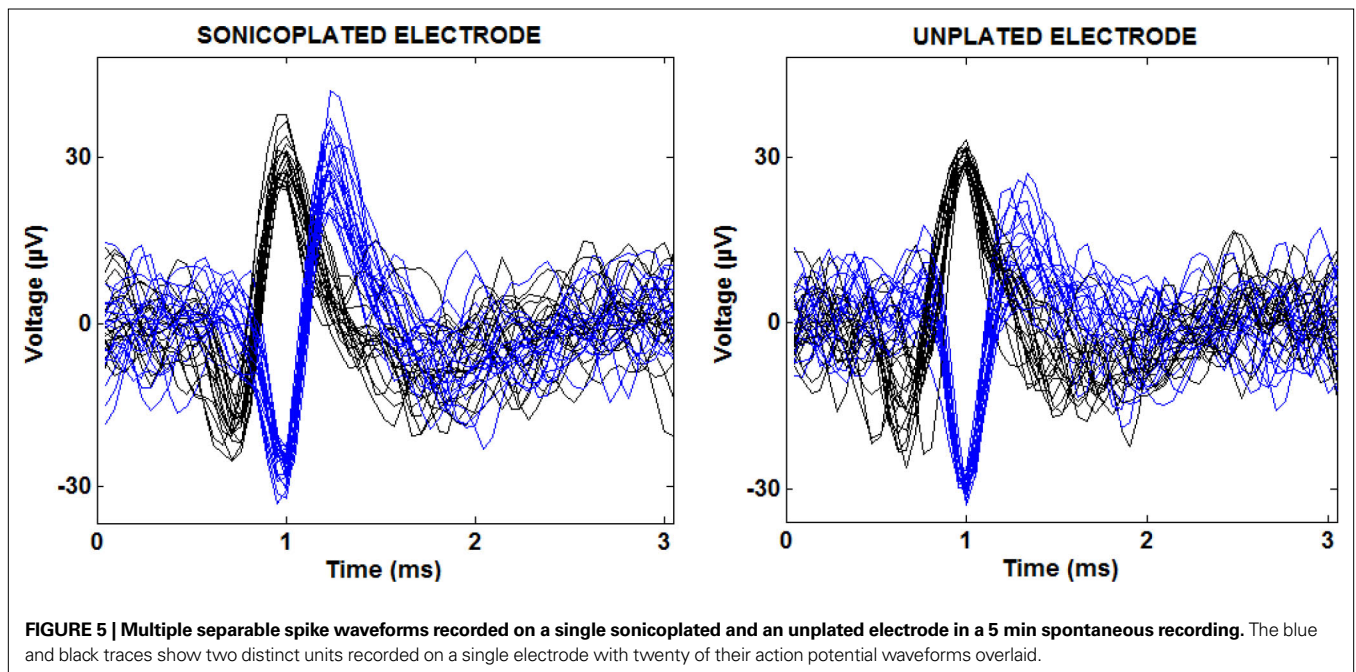 SONICOPLATED ELECTRODE
30
0
-30
Voltage (µV)
0
1
2
3
Time (ms)
UNPLATED ELECTRODE
30
0
-30
Voltage (µV)
0
1
2
3
Time (ms)
FIGURE 5 | Multiple separable spike waveforms recorded on a single sonicoplated and an unplated electrode in a 5 min spontaneous recording. The blue
and black traces show two distinct units recorded on a single electrode with twenty of their action potential waveforms overlaid.